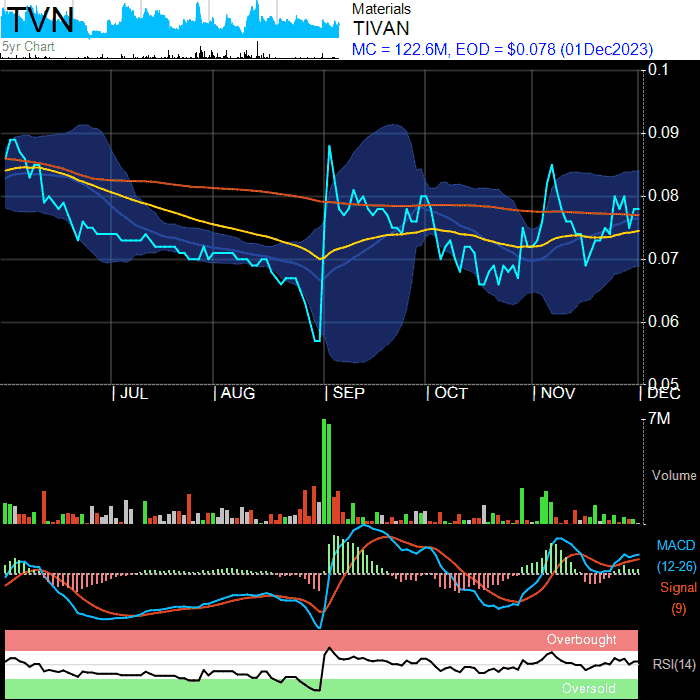 TVN
5yr Chart
Materials
TIVAN
MC = 122.6M, EOD = $0.078 (01Dec2023)
0.1
0.09
0.08
0.07
0.06
0.05
JUL AUG SEP OCT NOV DEC
7M
Volume
MACD
(12-26)
Signal
(9)
Overbought
RSI(14)
Oversold